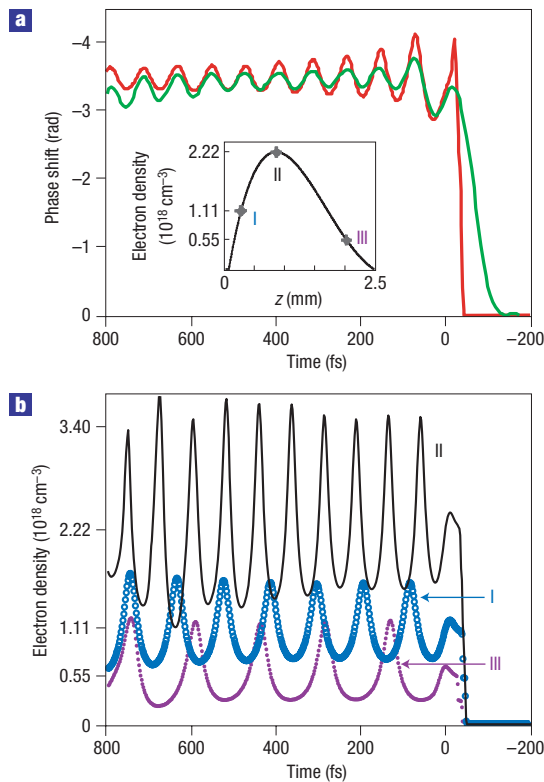 a
–4
–3
–2
–1
0
Phase shift (rad)
Electron density
(10¹⁸ cm⁻³)
2.22
1.11
0.55
II
I
III
0
2.5
z (mm)
800
600
400
200
0
–200
Time (fs)
b
Electron density (10¹⁸ cm⁻³)
3.40
2.22
1.11
0.55
0
II
I
III
800
600
400
200
0
–200
Time (fs)